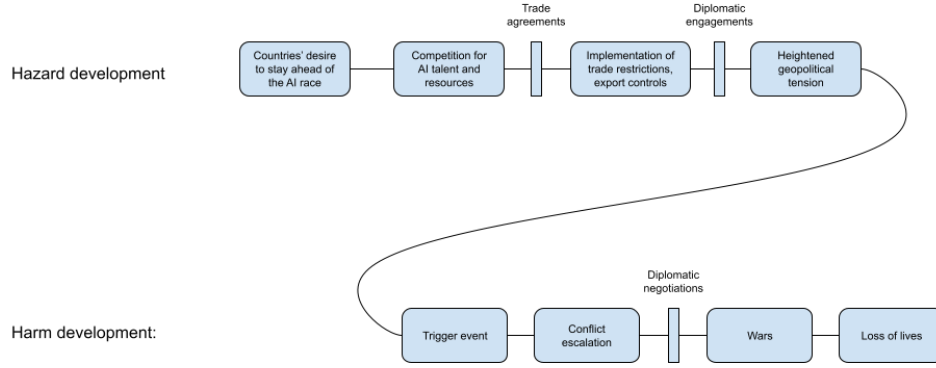 Trade
agreements
Diplomatic
engagements
Hazard development
Countries' desire
to stay ahead of
the AI race
Competition for
AI talent and
resources
Implementation of
trade restrictions,
export controls
Heightened
geopolitical
tension
Diplomatic
negotiations
Harm development:
Trigger event
Conflict
escalation
Wars
Loss of lives